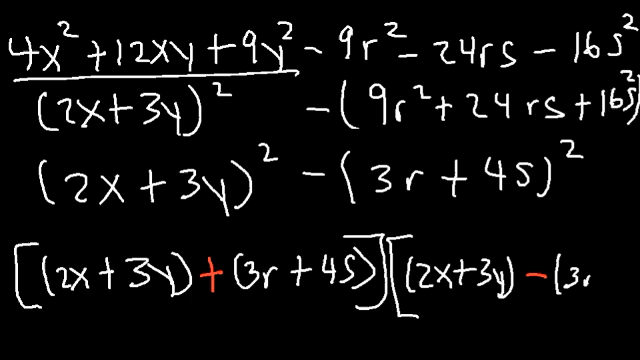 4x² + 12xy + 9y² - 9r² - 24rs - 16s²
(2x + 3y)² - (9r² + 24rs + 16s²)
(2x + 3y)² - (3r + 4s)²
[(2x + 3y) + (3r + 4s)][(2x + 3y) - (3r